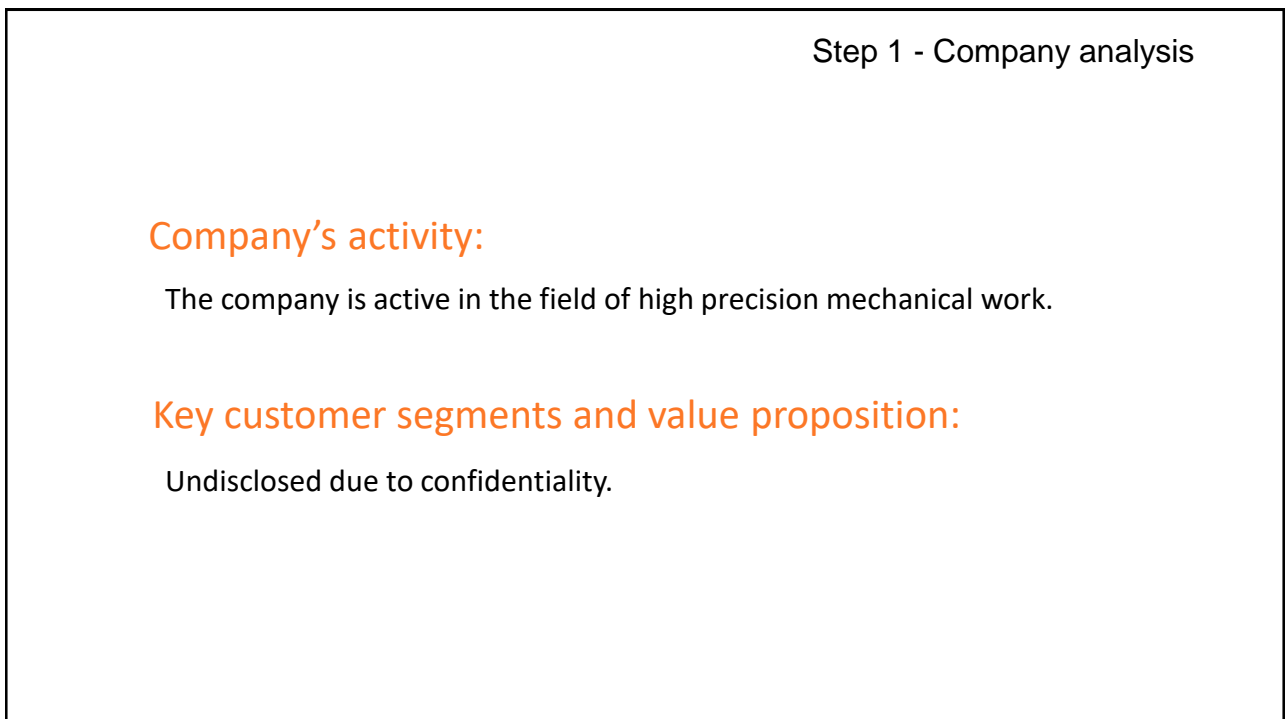 Step 1 - Company analysis
Company’s activity:
The company is active in the field of high precision mechanical work.
Key customer segments and value proposition:
Undisclosed due to confidentiality.